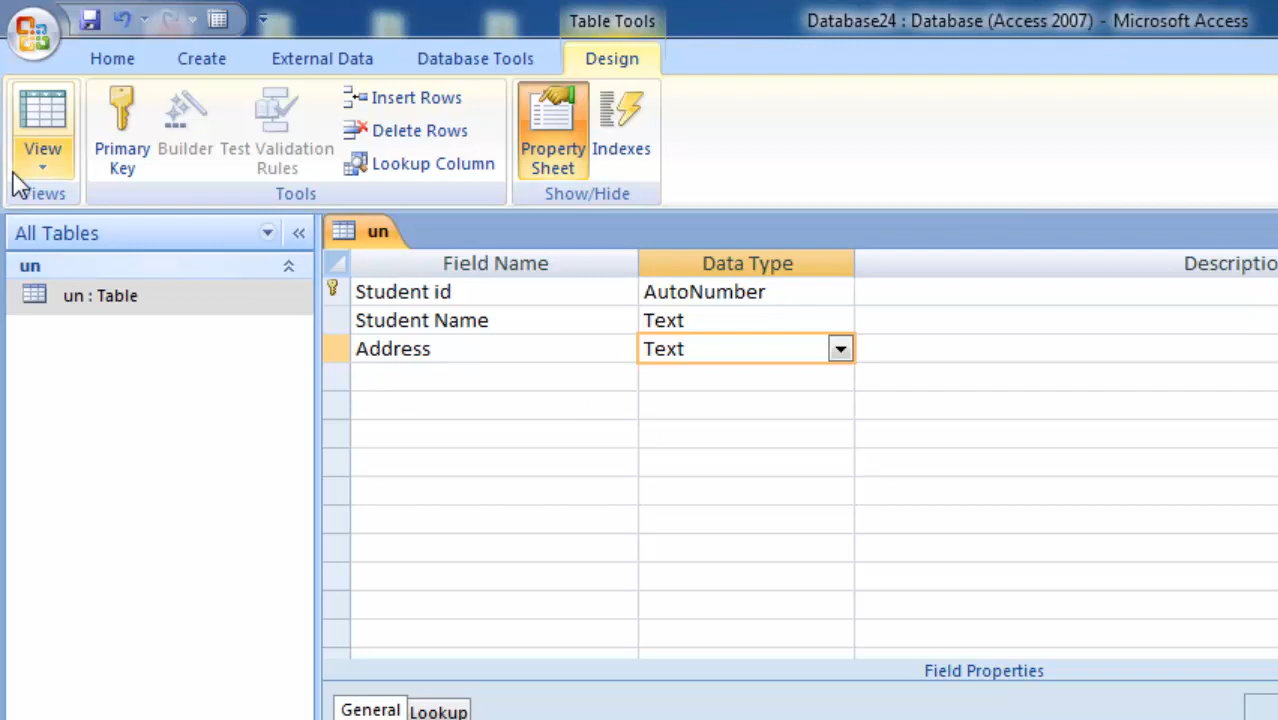 Table Tools
Database24 : Database (Access 2007) - Microsoft Access
Home
Create
External Data
Database Tools
Design
View
Views
Primary Key
Builder
Test Validation Rules
Insert Rows
Delete Rows
Lookup Column
Tools
Property Sheet
Indexes
Show/Hide
All Tables
un
un : Table
un
Field Name
Data Type
Descriptio
Student id
AutoNumber
Student Name
Text
Address
Text
Field Properties
General
Lookup